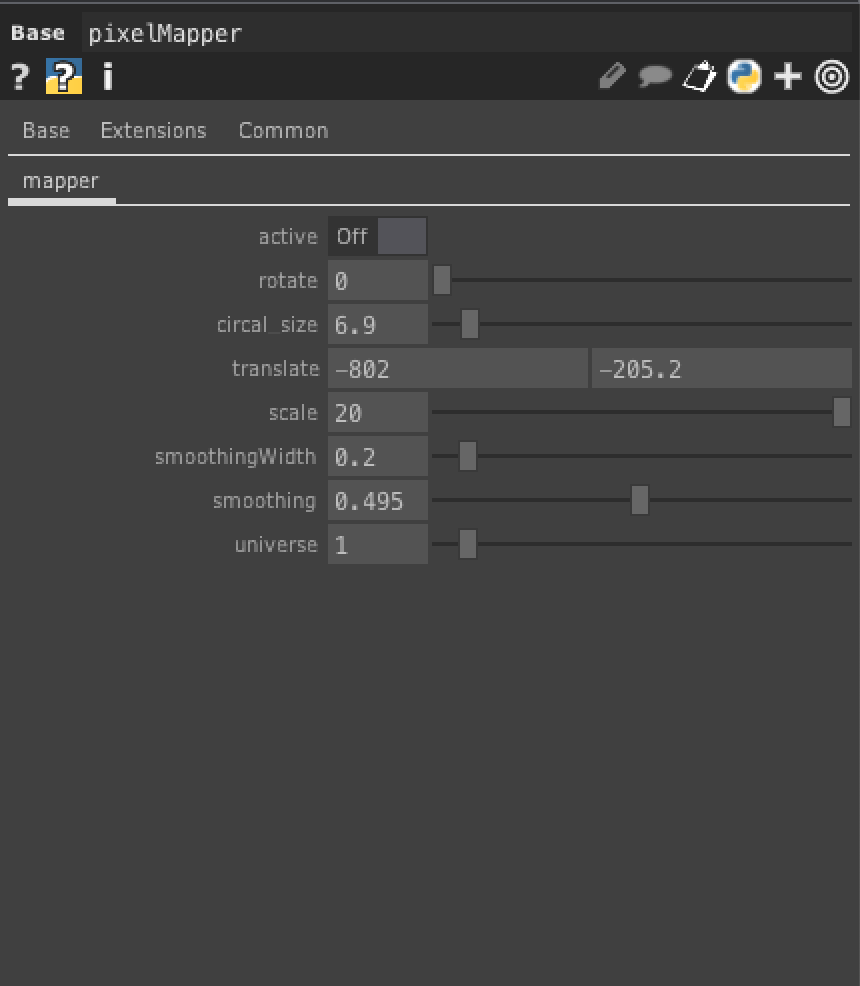 Base pixelMapper
? ? i
Base Extensions Common
mapper
active Off
rotate 0
circal_size 6.9
translate -802 -205.2
scale 20
smoothingWidth 0.2
smoothing 0.495
universe 1